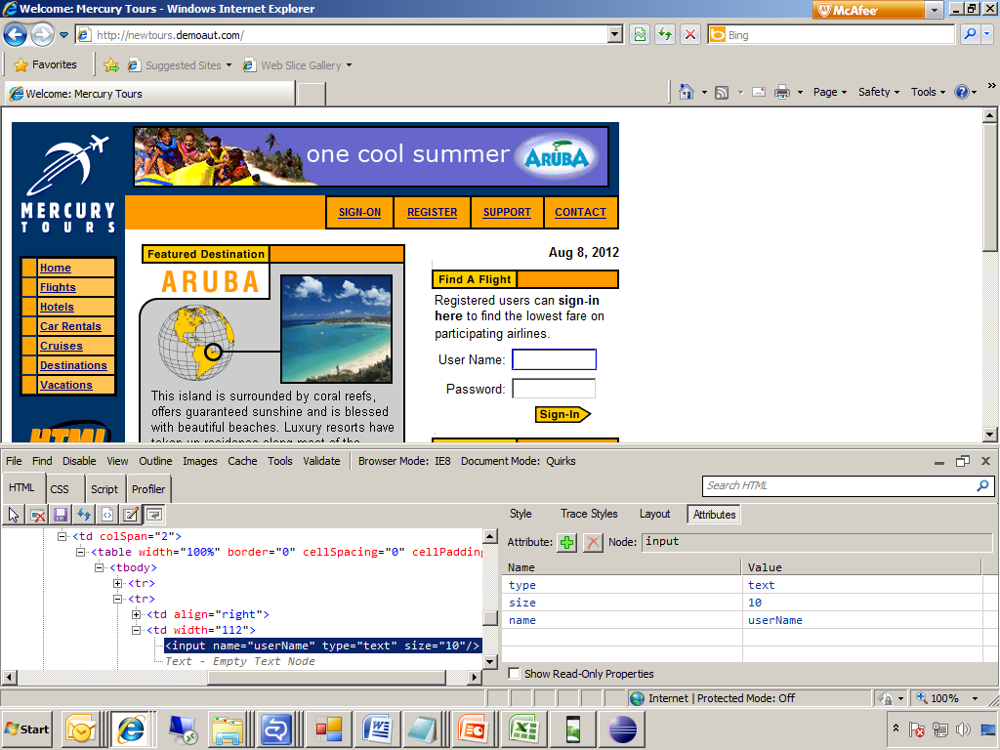 Welcome: Mercury Tours - Windows Internet Explorer
McAfee
http://newtours.demoaut.com/
Bing
Favorites
Suggested Sites
Web Slice Gallery
Welcome: Mercury Tours
Page
Safety
Tools
one cool summer
ARUBA
MERCURY
TOURS
SIGN-ON
REGISTER
SUPPORT
CONTACT
Home
Flights
Hotels
Car Rentals
Cruises
Destinations
Vacations
HTML
Featured Destination
ARUBA
This island is surrounded by coral reefs,
offers guaranteed sunshine and is blessed
with beautiful beaches. Luxury resorts have
taken up residence along most of the
Aug 8, 2012
Find A Flight
Registered users can sign-in
here to find the lowest fare on
participating airlines.
User Name:
Password:
Sign-In
File Find Disable View Outline Images Cache Tools Validate Browser Mode: IE8 Document Mode: Quirks
HTML CSS Script Profiler
Search HTML
Style Trace Styles Layout Attributes
Attribute: Node: input
<td colSpan="2">
<table width="100%" border="0" cellSpacing="0" cellPadding
<tbody>
<tr>
<tr>
<td align="right">
<td width="112">
<input name="userName" type="text" size="10"/>
Text - Empty Text Node
Name Value
type text
size 10
name userName
Show Read-Only Properties
Internet | Protected Mode: Off
100%
Start